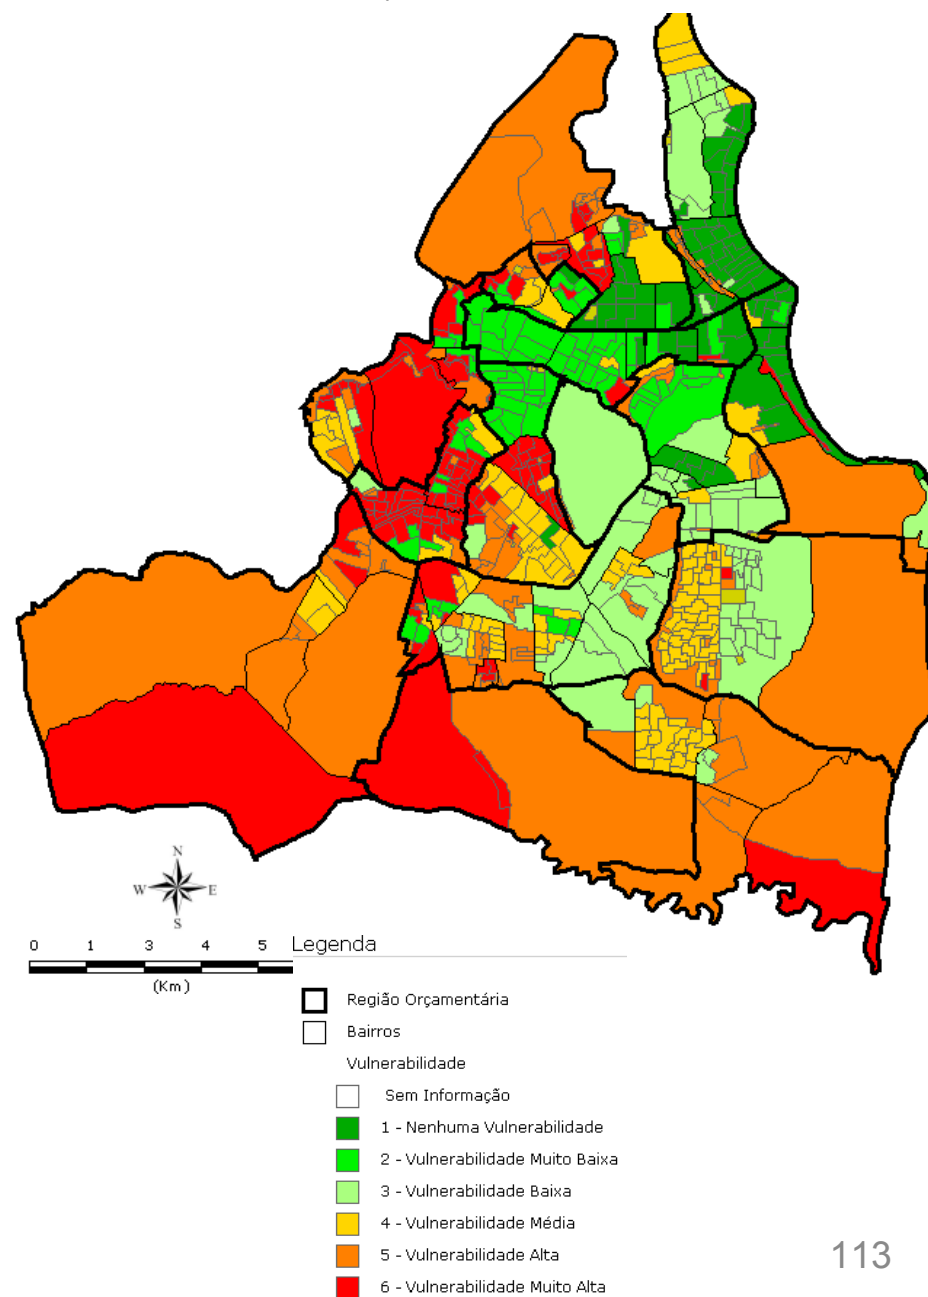 N
W E
S
0 1 3 4 5
(Km)
Legenda
Região Orçamentária
Bairros
Vulnerabilidade
Sem Informação
1 - Nenhuma Vulnerabilidade
2 - Vulnerabilidade Muito Baixa
3 - Vulnerabilidade Baixa
4 - Vulnerabilidade Média
5 - Vulnerabilidade Alta
6 - Vulnerabilidade Muito Alta
113